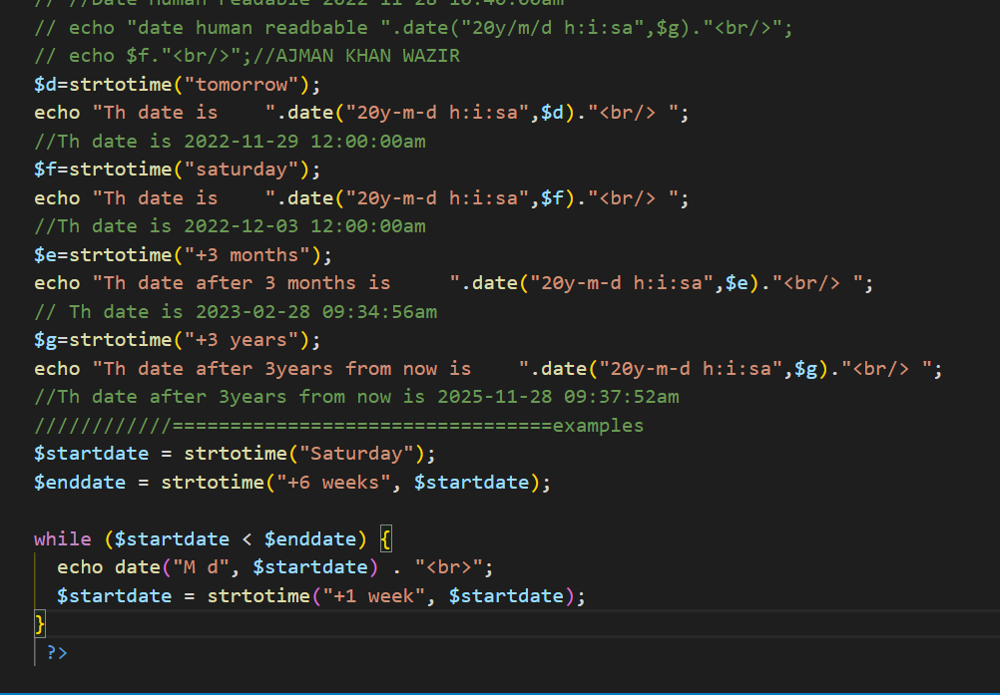 // //Date Human readable 2022-11-28 10:40:00am
// echo "date human readbable ".date("20y/m/d h:i:sa",$g)."<br/>";
// echo $f."<br/>";//AJMAN KHAN WAZIR
$d=strtotime("tomorrow");
echo "Th date is    ".date("20y-m-d h:i:sa",$d)."<br/> ";
//Th date is 2022-11-29 12:00:00am
$f=strtotime("saturday");
echo "Th date is    ".date("20y-m-d h:i:sa",$f)."<br/> ";
//Th date is 2022-12-03 12:00:00am
$e=strtotime("+3 months");
echo "Th date after 3 months is     ".date("20y-m-d h:i:sa",$e)."<br/> ";
// Th date is 2023-02-28 09:34:56am
$g=strtotime("+3 years");
echo "Th date after 3years from now is    ".date("20y-m-d h:i:sa",$g)."<br/> ";
//Th date after 3years from now is 2025-11-28 09:37:52am
////////////=================================examples
$startdate = strtotime("Saturday");
$enddate = strtotime("+6 weeks", $startdate);

while ($startdate < $enddate) {
  echo date("M d", $startdate) . "<br>";
  $startdate = strtotime("+1 week", $startdate);
}
?>